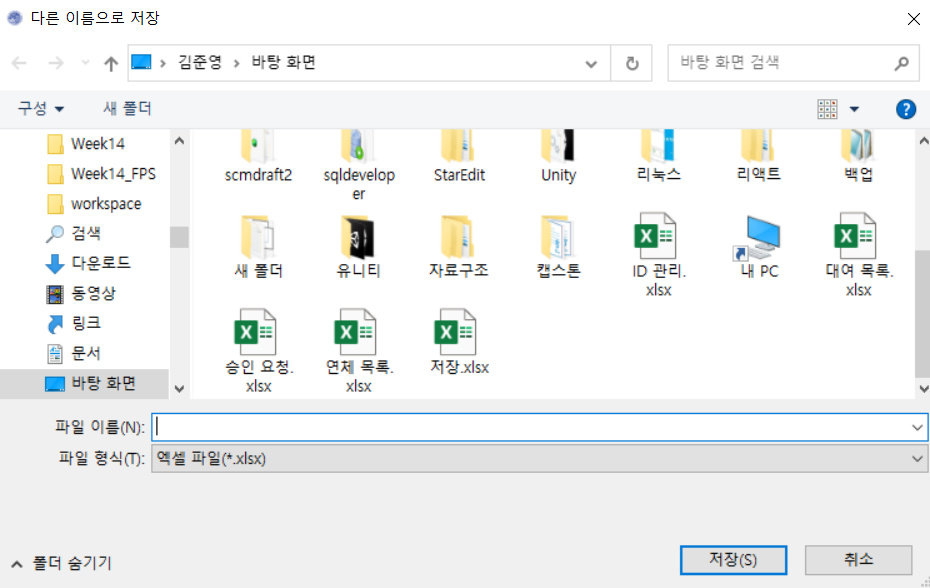 다른 이름으로 저장
김준영 › 바탕 화면
바탕 화면 검색
구성
새 폴더
Week14
Week14_FPS
workspace
검색
다운로드
동영상
링크
문서
바탕 화면
scmdraft2
sqldevelop
er
StarEdit
Unity
리눅스
리액트
백업
새 폴더
유니티
자료구조
캡스톤
ID 관리.
xlsx
내 PC
대여 목록.
xlsx
승인 요청.
xlsx
연체 목록.
xlsx
저장.xlsx
파일 이름(N):
파일 형식(T): 엑셀 파일(*.xlsx)
폴더 숨기기
저장(S)
취소